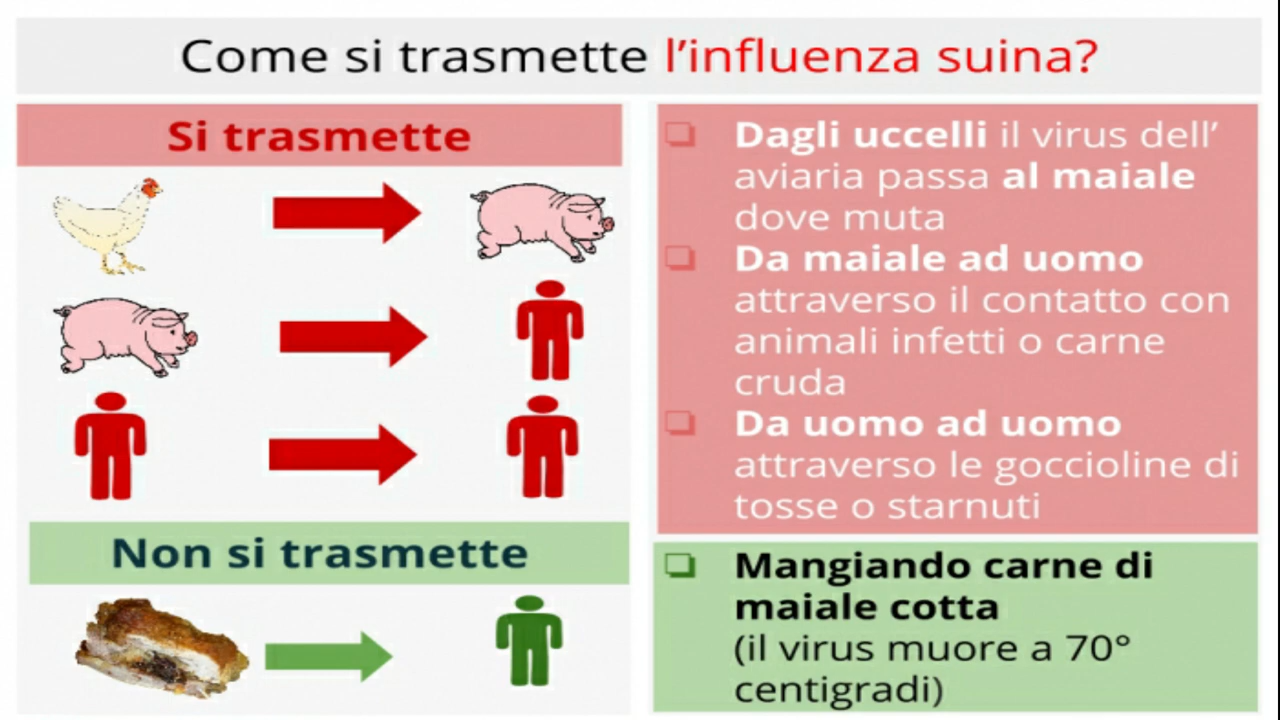 Come si trasmette l’influenza suina?
Si trasmette
Non si trasmette
Dagli uccelli il virus dell’
aviaria passa al maiale
dove muta
Da maiale ad uomo
attraverso il contatto con
animali infetti o carne
cruda
Da uomo ad uomo
attraverso le goccioline di
tosse o starnuti
Mangiando carne di
maiale cotta
(il virus muore a 70°
centigradi)